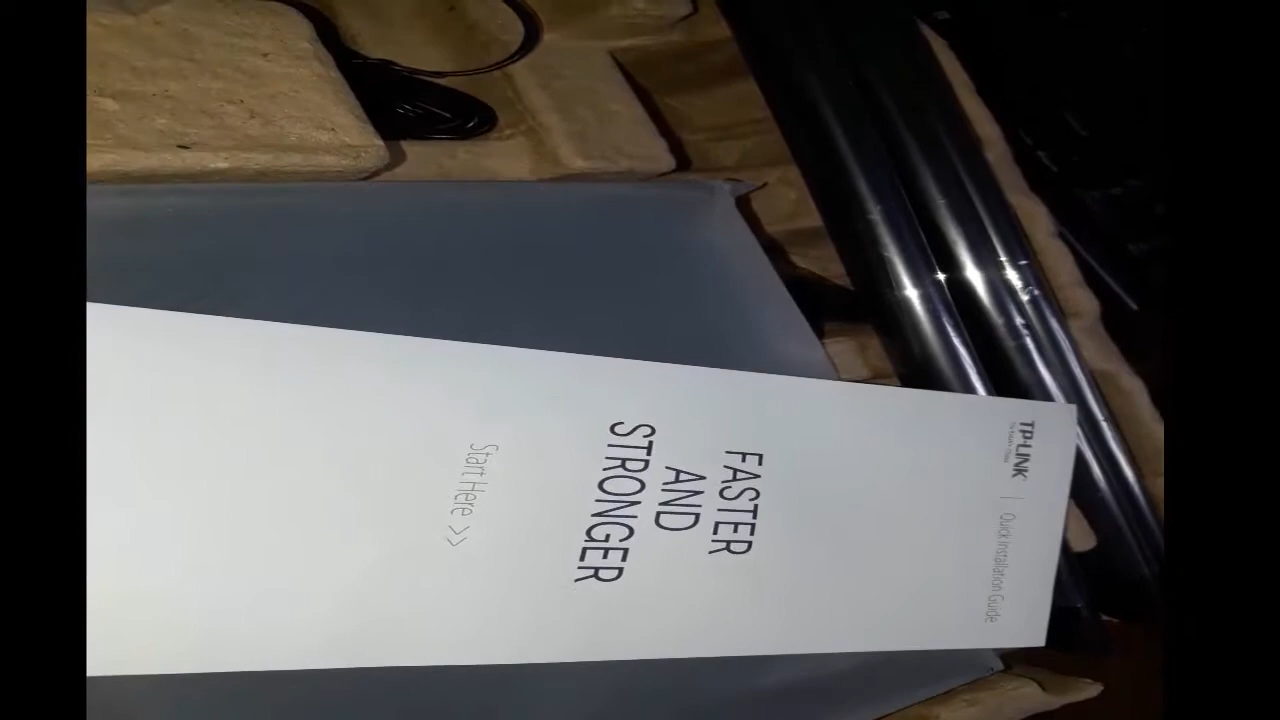 TP-LINK | Quick Installation Guide
The Reliable Choice
FASTER
AND
STRONGER
Start Here >>